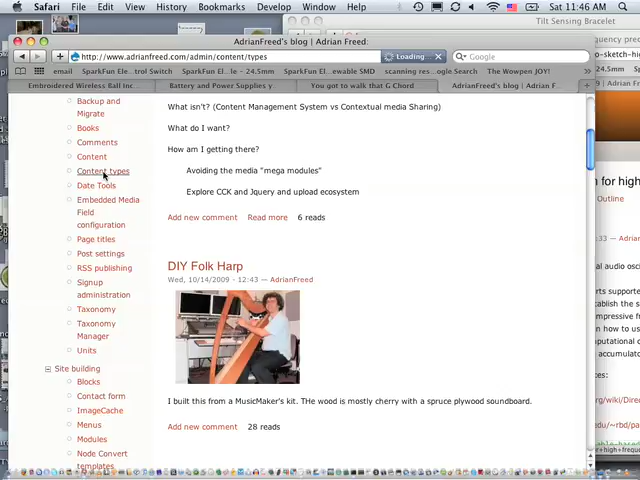 Safari File Edit View History Bookmarks Develop Window Help Sat 11:46 AM
Tilt Sensing Bracelet
Adrian Freed's blog | Adrian Freed:
http://www.adrianfreed.com/admin/content/types Loading Google
email SparkFun Ele...trol Switch SparkFun El... – 24.5mm SparkFun Em...ewable SMD scanning res...ogle Search The Wowpen JOY!
Embroidered Wireless Ball Inc... Battery and Power Supplies y... You got to walk that G Chord AdrianFreed's blog | Adrian F...
Backup and
Migrate
Books
Comments
Content
Content types
Date Tools
Embedded Media
Field
configuration
Page titles
Post settings
RSS publishing
Signup
administration
Taxonomy
Taxonomy
Manager
Units
Site building
Blocks
Contact form
ImageCache
Menus
Modules
Node Convert
templates
What isn't? (Content Management System vs Contextual media Sharing)
What do I want?
How am I getting there?
Avoiding the media "mega modules"
Explore CCK and Jquery and upload ecosystem
Add new comment Read more 6 reads
DIY Folk Harp
Wed, 10/14/2009 - 12:43 — AdrianFreed
I built this from a MusicMaker's kit. THe wood is mostly cherry with a spruce plywood soundboard.
Add new comment 28 reads
n for high
Outline